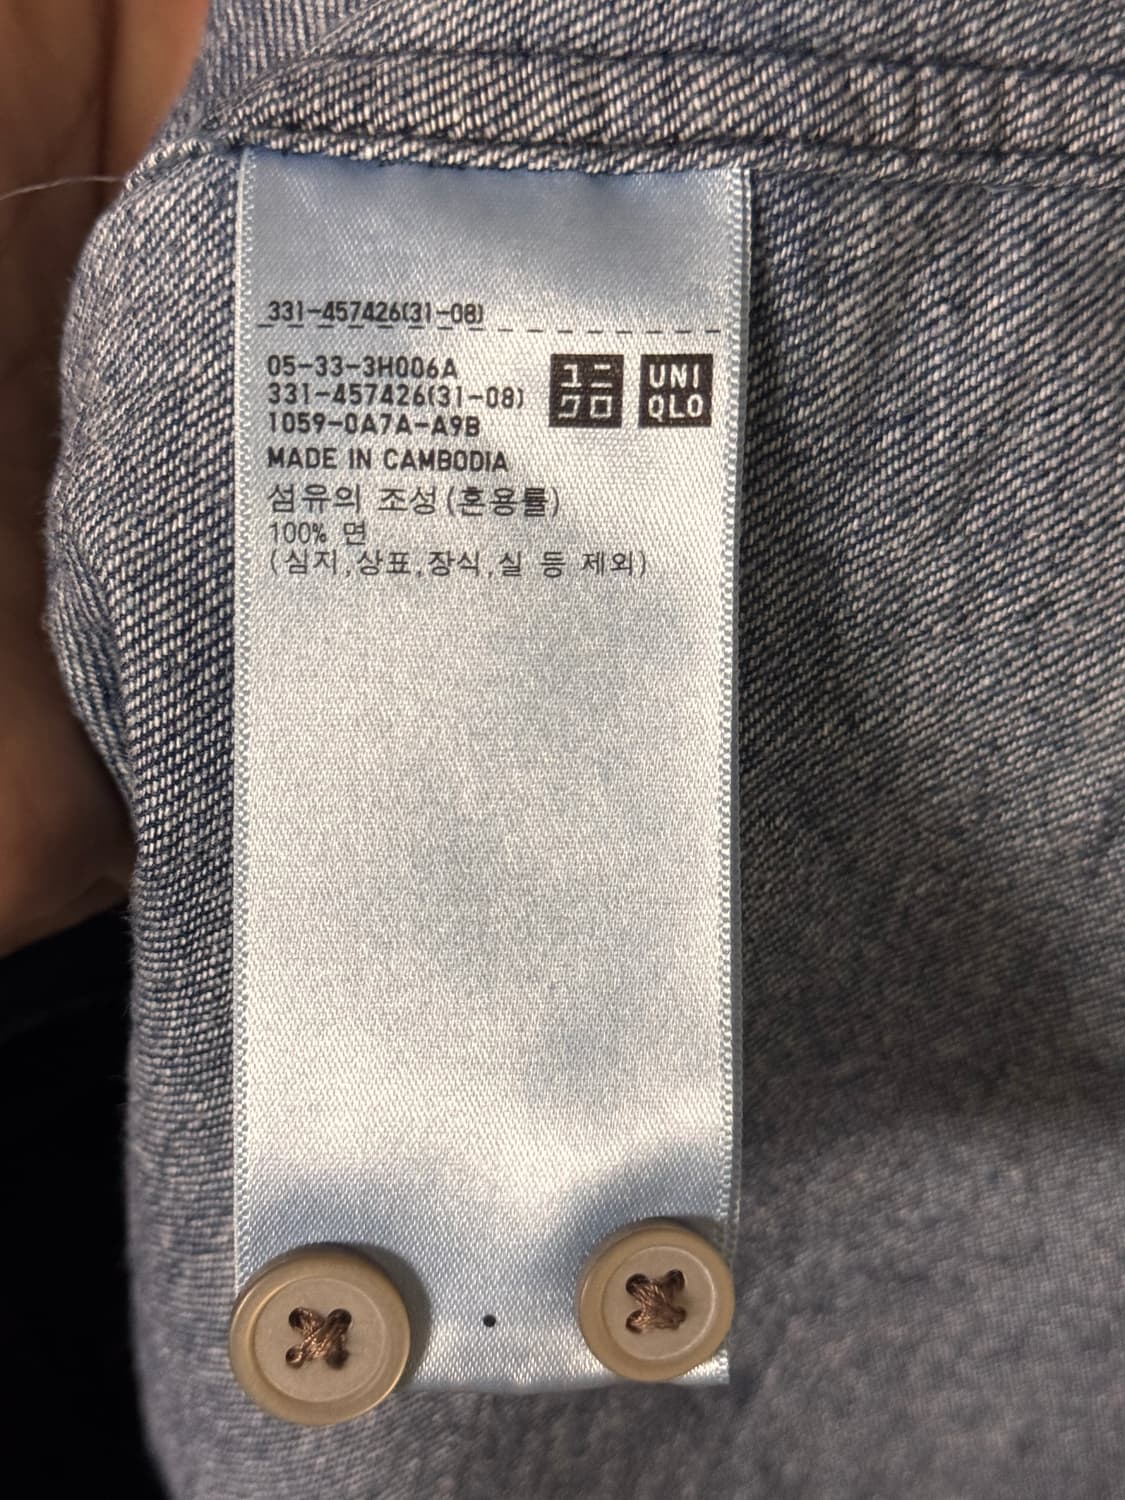 331-457426(31-08)
05-33-3H006A
331-457426(31-08)
1059-0A7A-A9B
MADE IN CAMBODIA
ユニ
クロ
UNI
QLO
섬유의 조성(혼용률)
100% 면
(심지,상표,장식,실 등 제외)